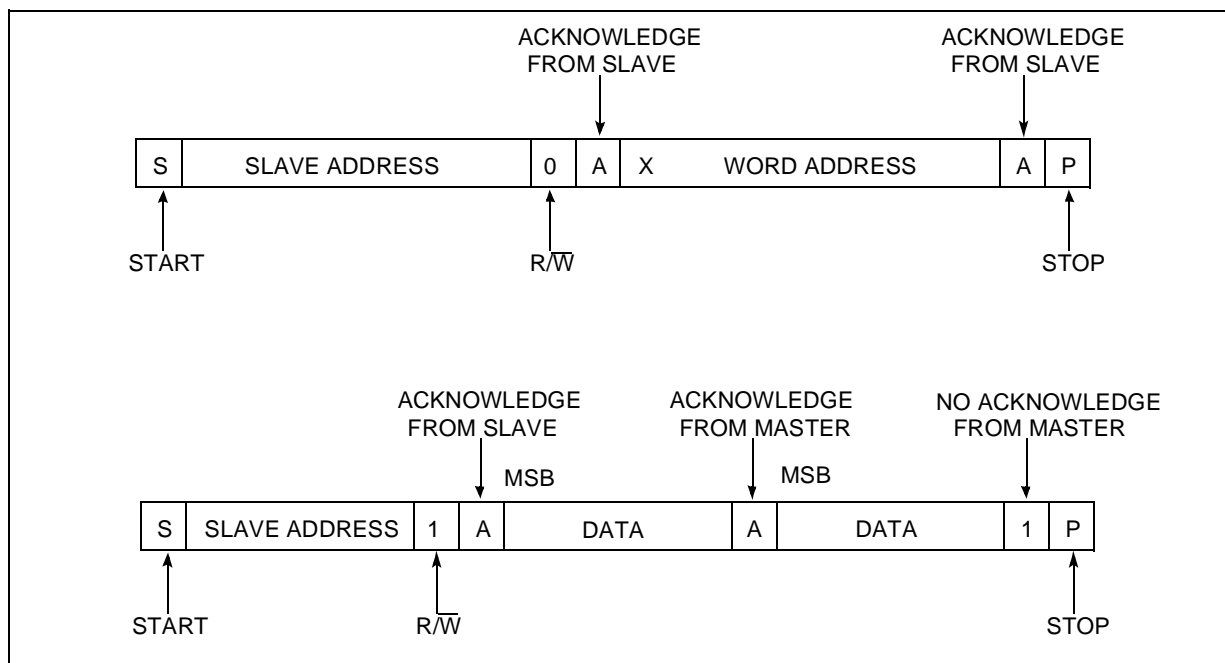 ACKNOWLEDGE FROM SLAVE
ACKNOWLEDGE FROM SLAVE
S SLAVE ADDRESS 0 A X WORD ADDRESS A P
START R/W̅ STOP
ACKNOWLEDGE FROM SLAVE
ACKNOWLEDGE FROM MASTER
NO ACKNOWLEDGE FROM MASTER
MSB MSB
S SLAVE ADDRESS 1 A DATA A DATA 1 P
START R/W̅ STOP